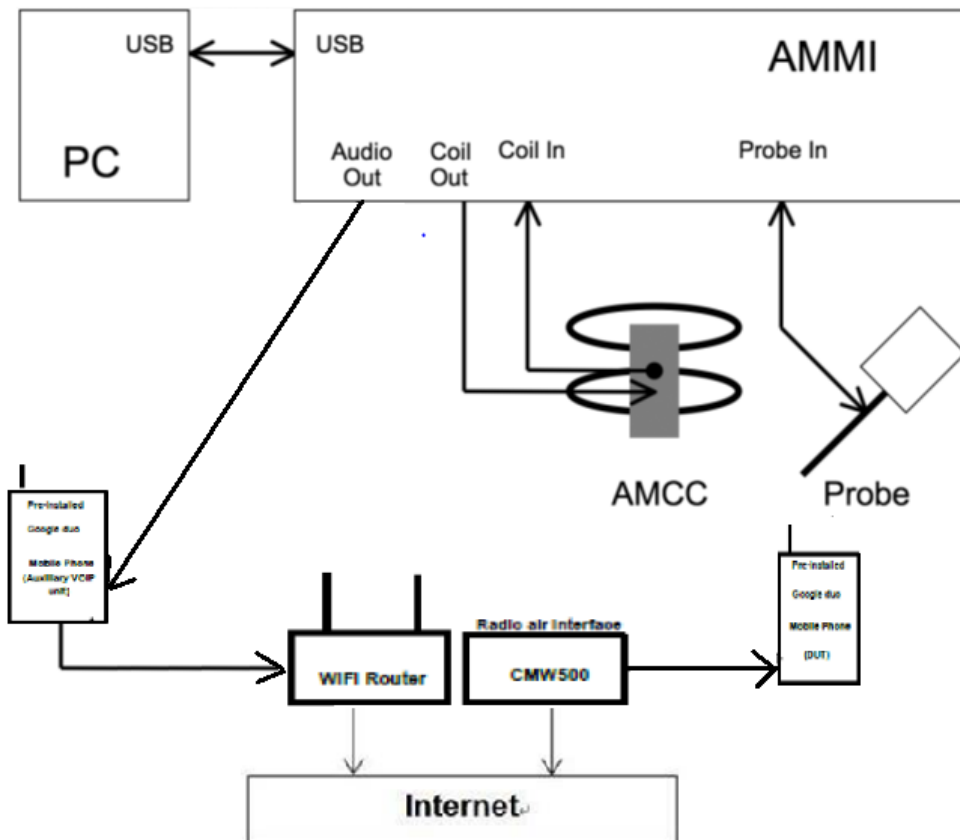 USB
USB
AMMI
PC
Audio
Out
Coil
Out
Coil In
Probe In
AMCC
Probe
Pre-installed
Google duo
Mobile Phone
(Auxiliary VOIP
unit)
Pre-installed
Google duo
Mobile Phone
(DUT)
Radio air Interface
WIFI Router
CMW500
Internet